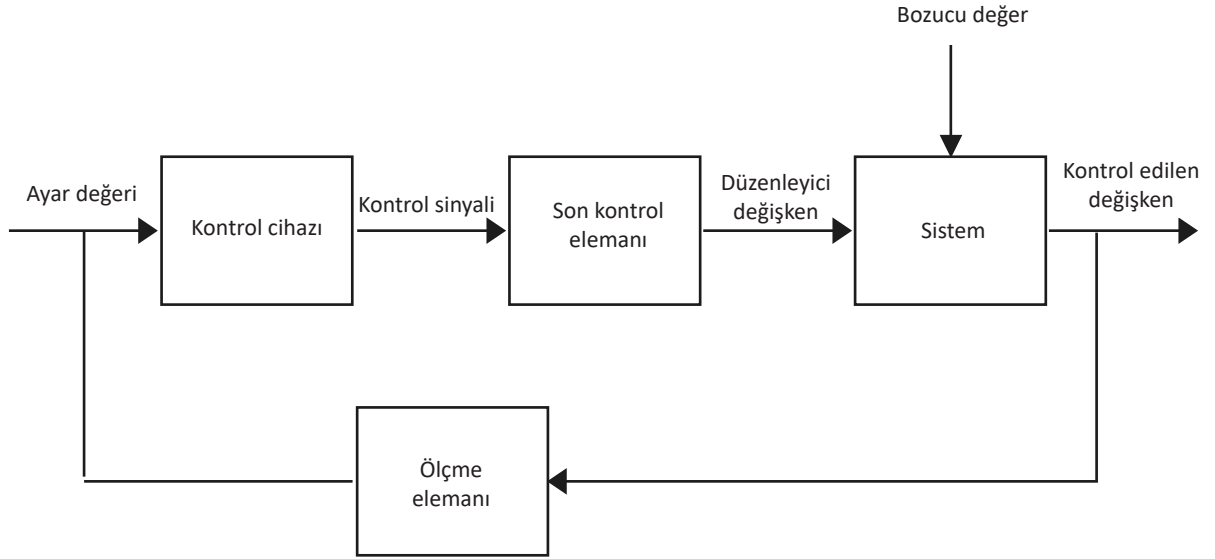 Bozucu değer
Ayar değeri
Kontrol cihazı
Kontrol sinyali
Son kontrol
elemanı
Düzenleyici
değişken
Sistem
Kontrol edilen
değişken
Ölçme
elemanı